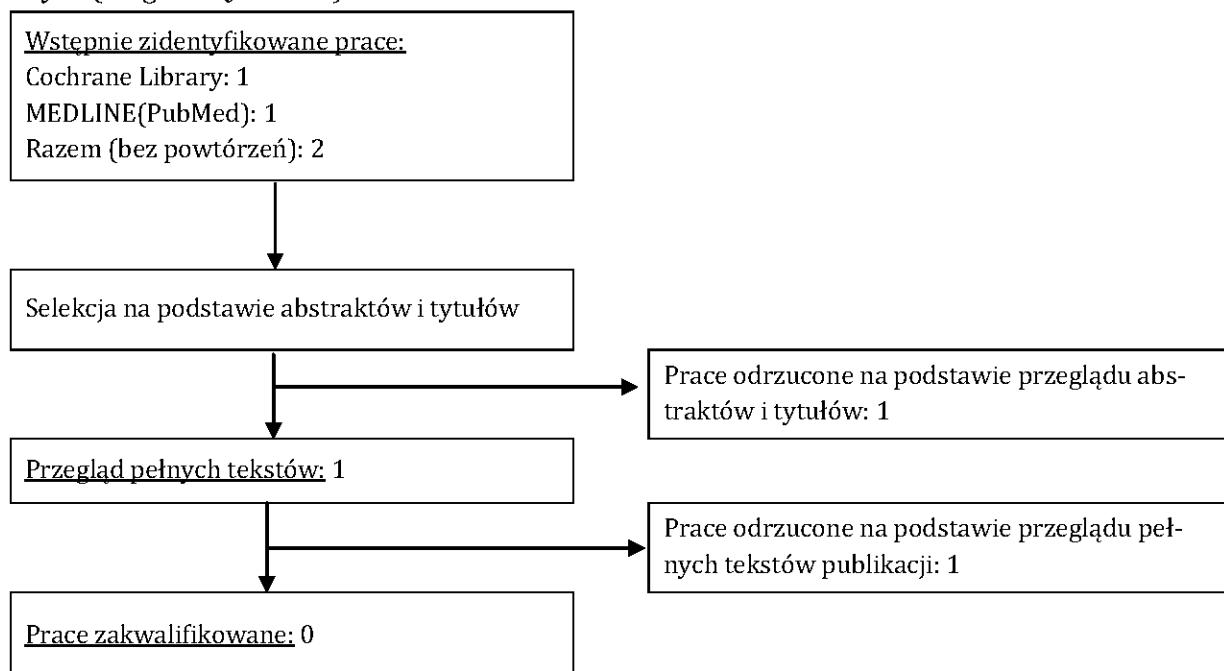 Wstępnie zidentyfikowane prace:
Cochrane Library: 1
MEDLINE(PubMed): 1
Razem (bez powtórzeń): 2
Selekcja na podstawie abstraktów i tytułów
Prace odrzucone na podstawie przeglądu abs-
traktów i tytułów: 1
Przegląd pełnych tekstów: 1
Prace odrzucone na podstawie przeglądu peł-
nych tekstów publikacji: 1
Prace zakwalifikowane: 0